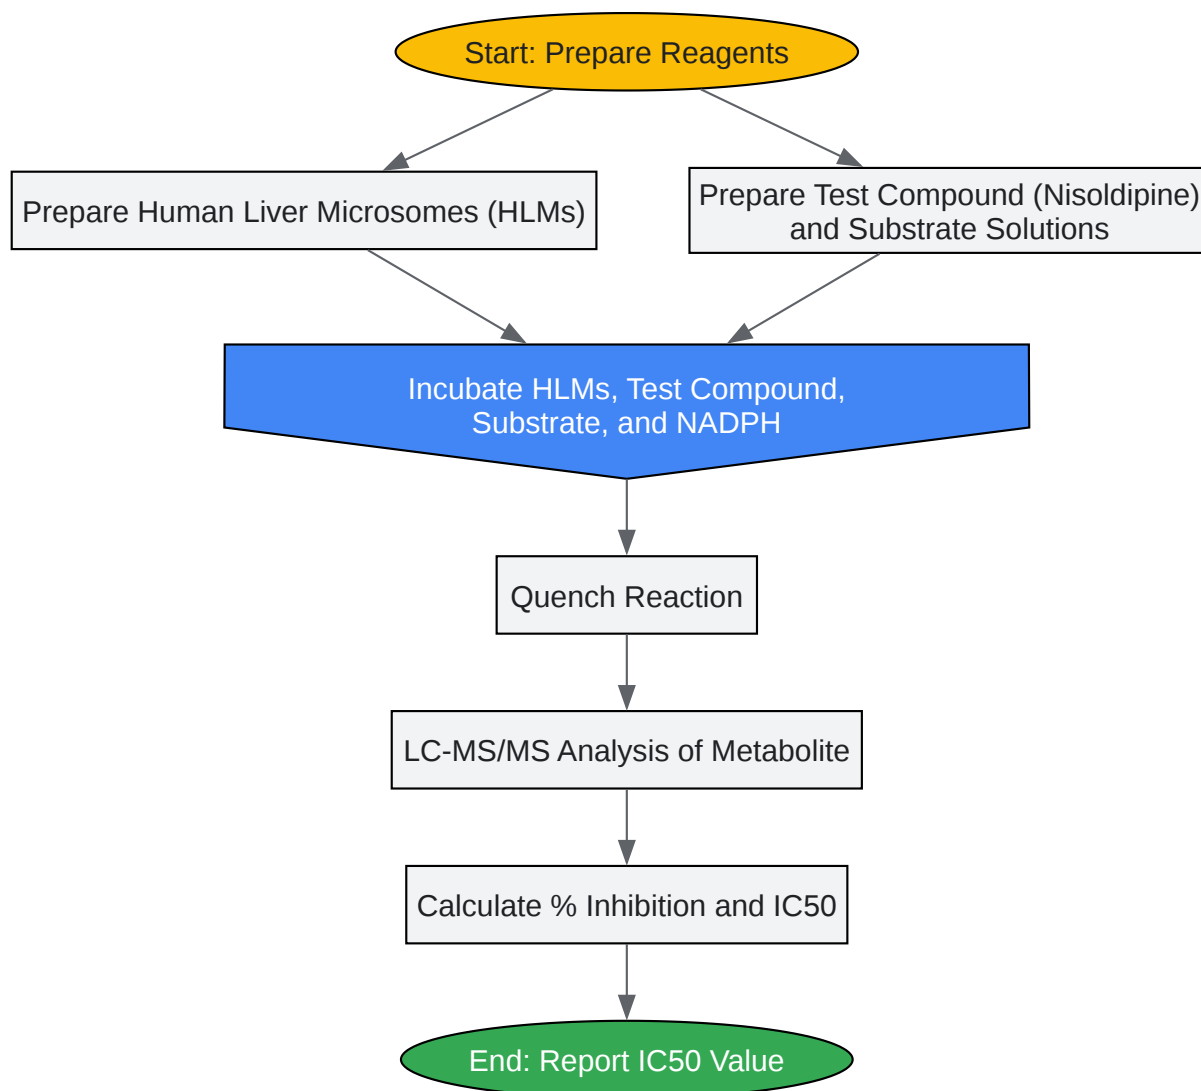 Start: Prepare Reagents
Prepare Human Liver Microsomes (HLMs)
Prepare Test Compound (Nisoldipine)
and Substrate Solutions
Incubate HLMs, Test Compound,
Substrate, and NADPH
Quench Reaction
LC-MS/MS Analysis of Metabolite
Calculate % Inhibition and IC50
End: Report IC50 Value